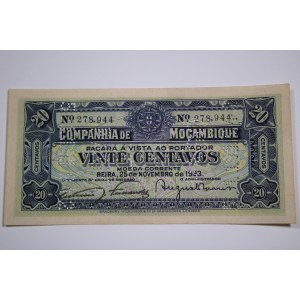 20 Nº 278.944 Nº 278.944 20
COMPANHIA DE MOÇAMBIQUE
PAGARÁ À VISTA AO PORTADOR
CENTAVOS VINTE CENTAVOS CENTAVOS
MOEDA CORRENTE
BEIRA, 25 DE NOVEMBRO DE 1933.
20 20